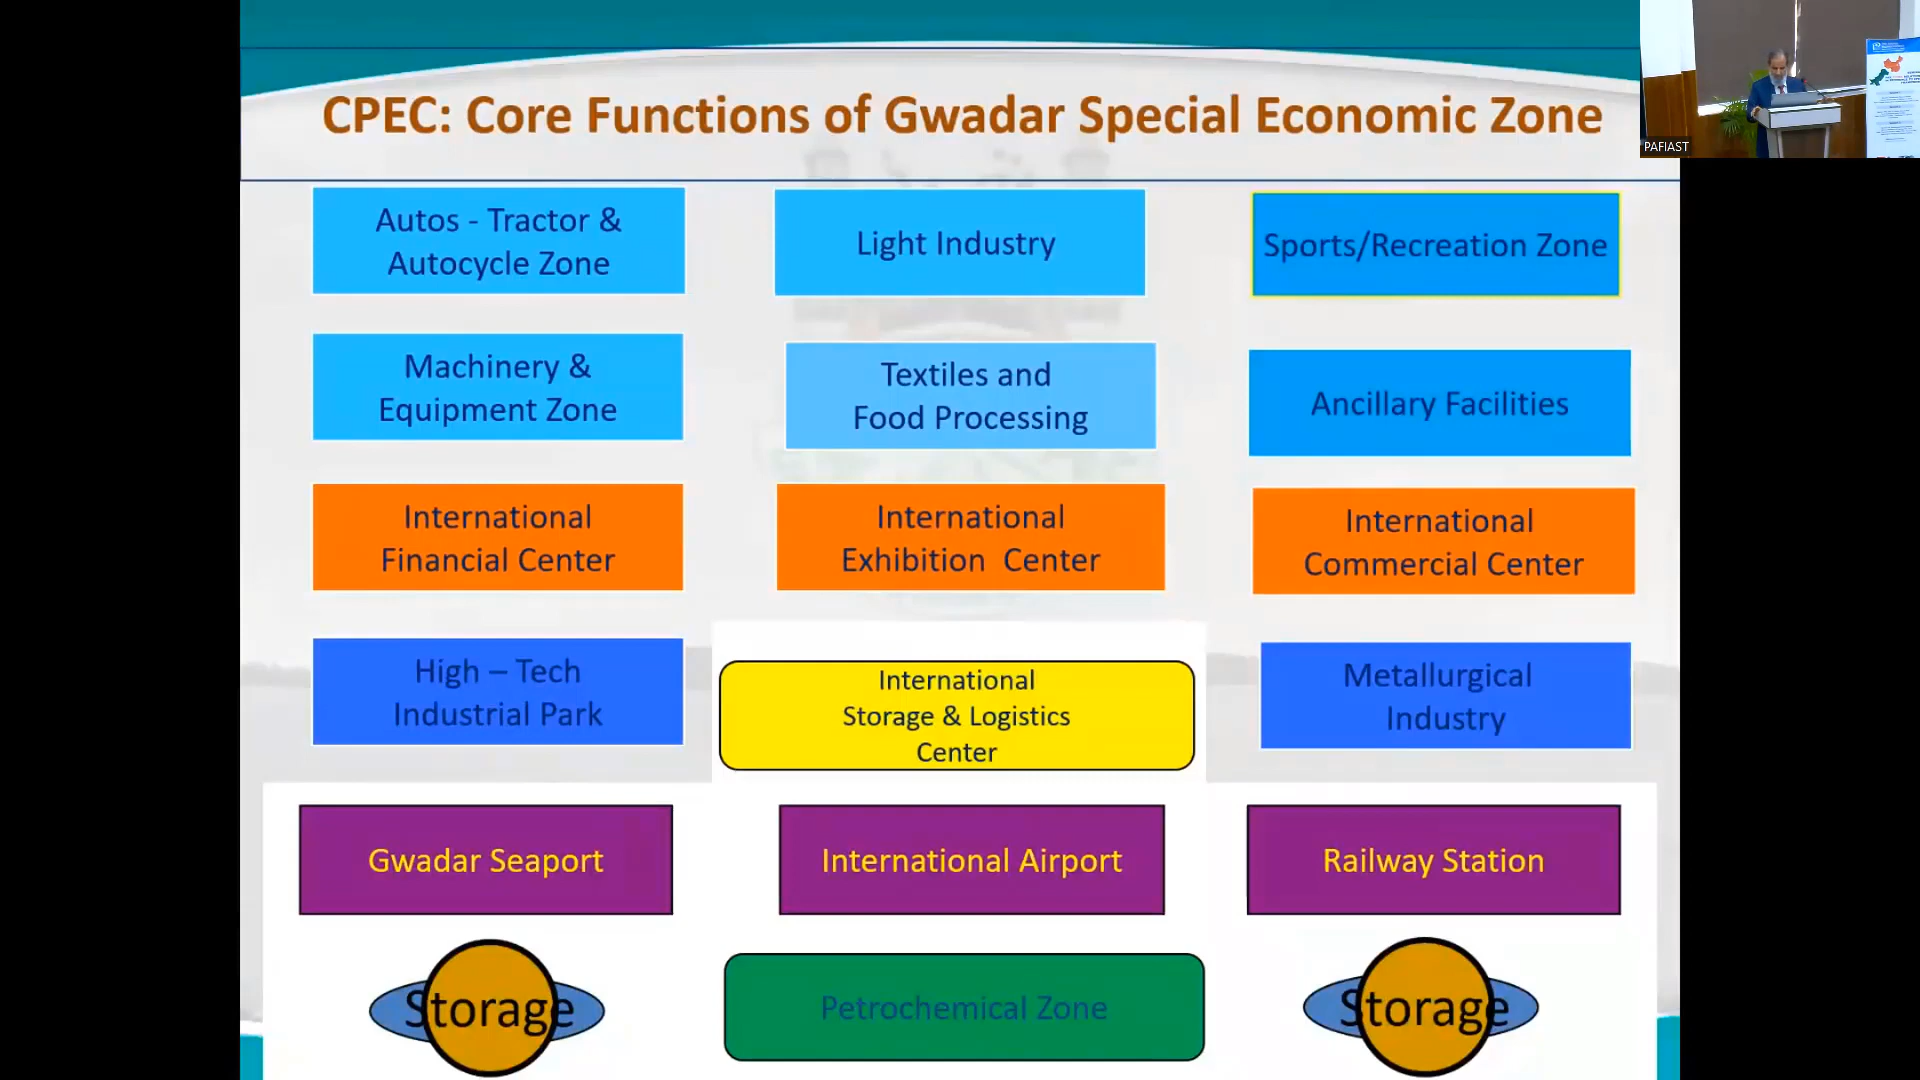 CPEC: Core Functions of Gwadar Special Economic Zone
PAFIAST
Autos - Tractor &
Autocycle Zone
Light Industry
Sports/Recreation Zone
Machinery &
Equipment Zone
Textiles and
Food Processing
Ancillary Facilities
International
Financial Center
International
Exhibition Center
International
Commercial Center
High – Tech
Industrial Park
International
Storage & Logistics
Center
Metallurgical
Industry
Gwadar Seaport
International Airport
Railway Station
Storage
Petrochemical Zone
Storage